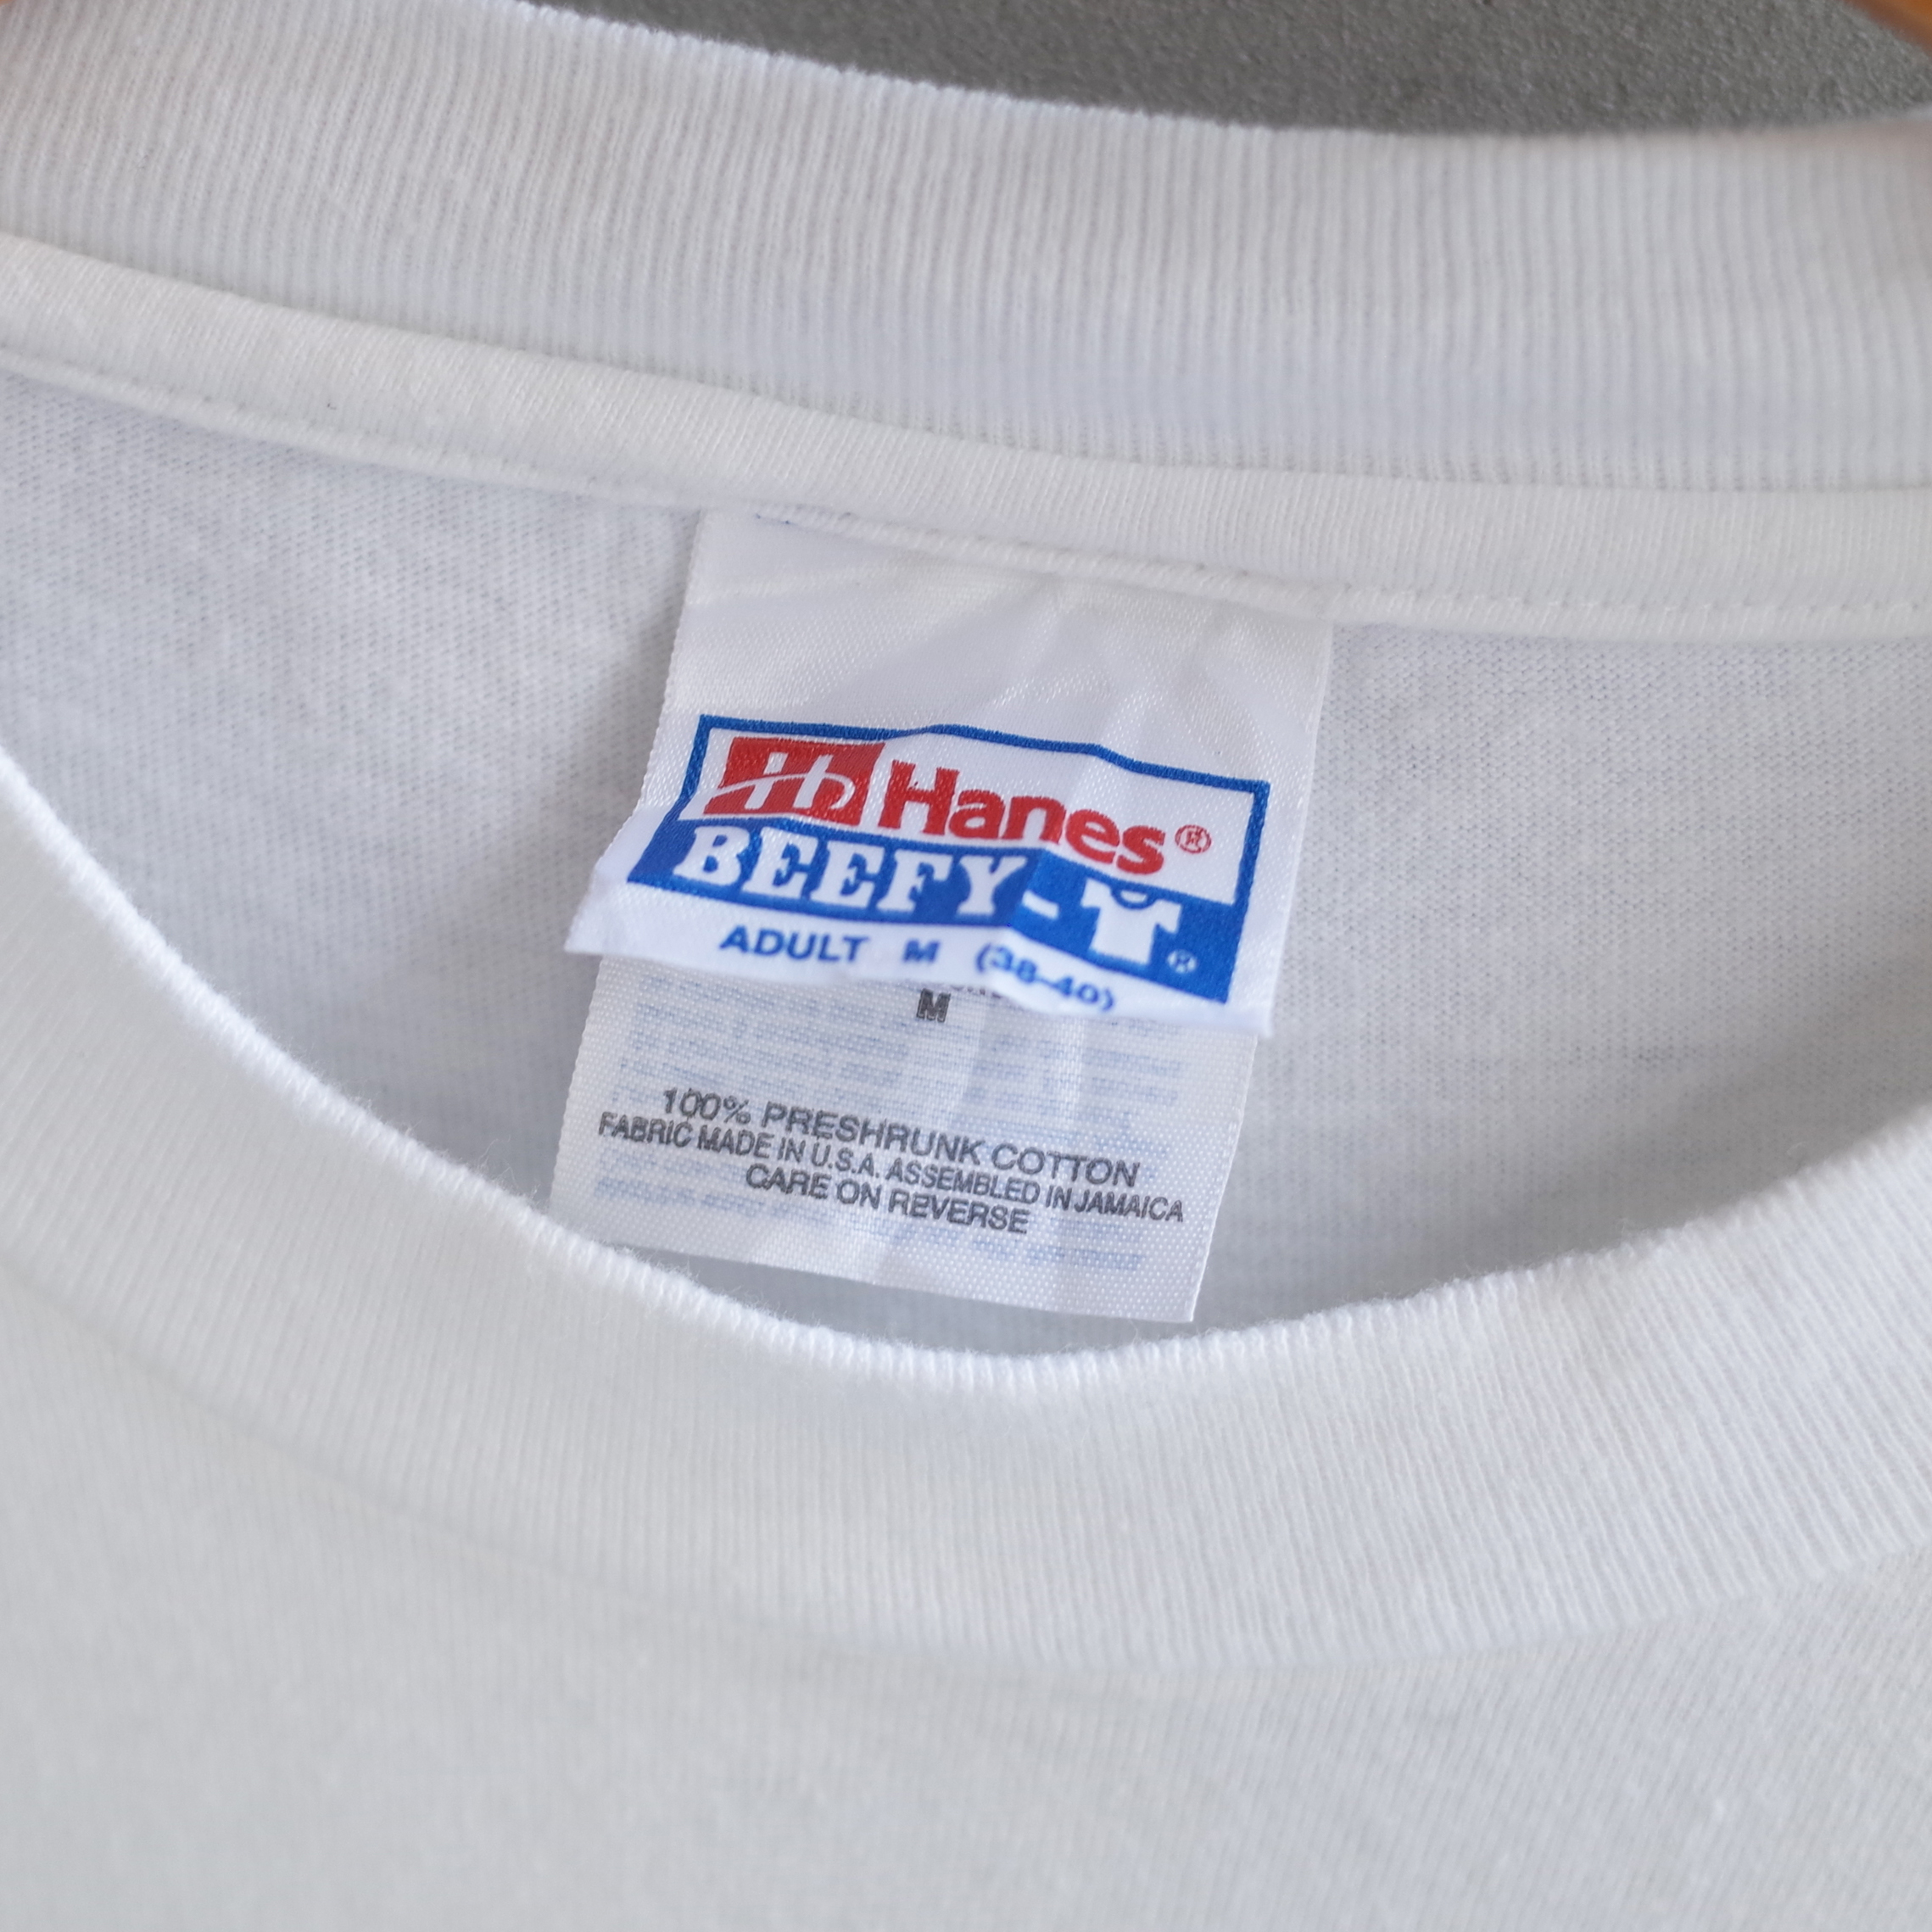 Hanes®
BEEFY-T®
ADULT M (38-40)
M
100% PRESHRUNK COTTON
FABRIC MADE IN U.S.A. ASSEMBLED IN JAMAICA
CARE ON REVERSE